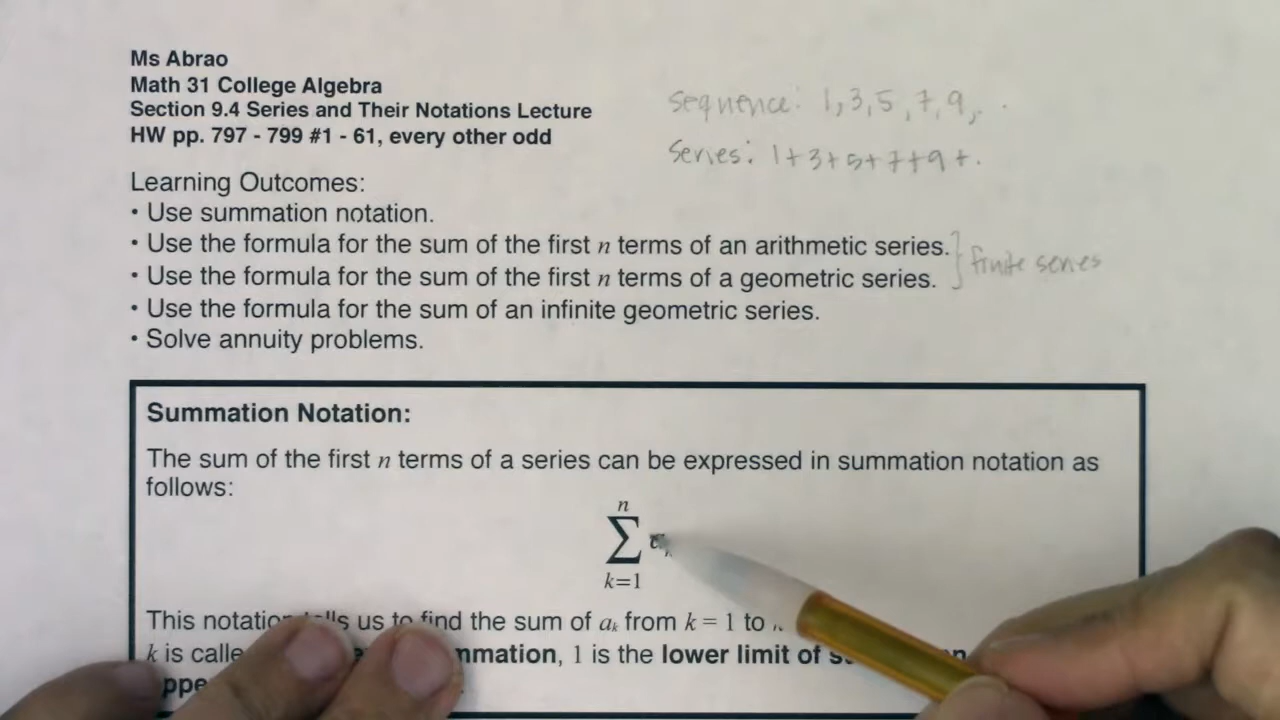 Ms Abrao
Math 31 College Algebra
Section 9.4 Series and Their Notations Lecture
HW pp. 797 - 799 #1 - 61, every other odd
Sequence: 1, 3, 5, 7, 9, .
Series: 1 + 3 + 5 + 7 + 9 + .
Learning Outcomes:
• Use summation notation.
• Use the formula for the sum of the first n terms of an arithmetic series.
• Use the formula for the sum of the first n terms of a geometric series.
} finite series
• Use the formula for the sum of an infinite geometric series.
• Solve annuity problems.
Summation Notation:
The sum of the first n terms of a series can be expressed in summation notation as
follows:
n
∑
k=1
This us to find the sum of aₖ from k = 1 to
k is 1 is the lower limit of